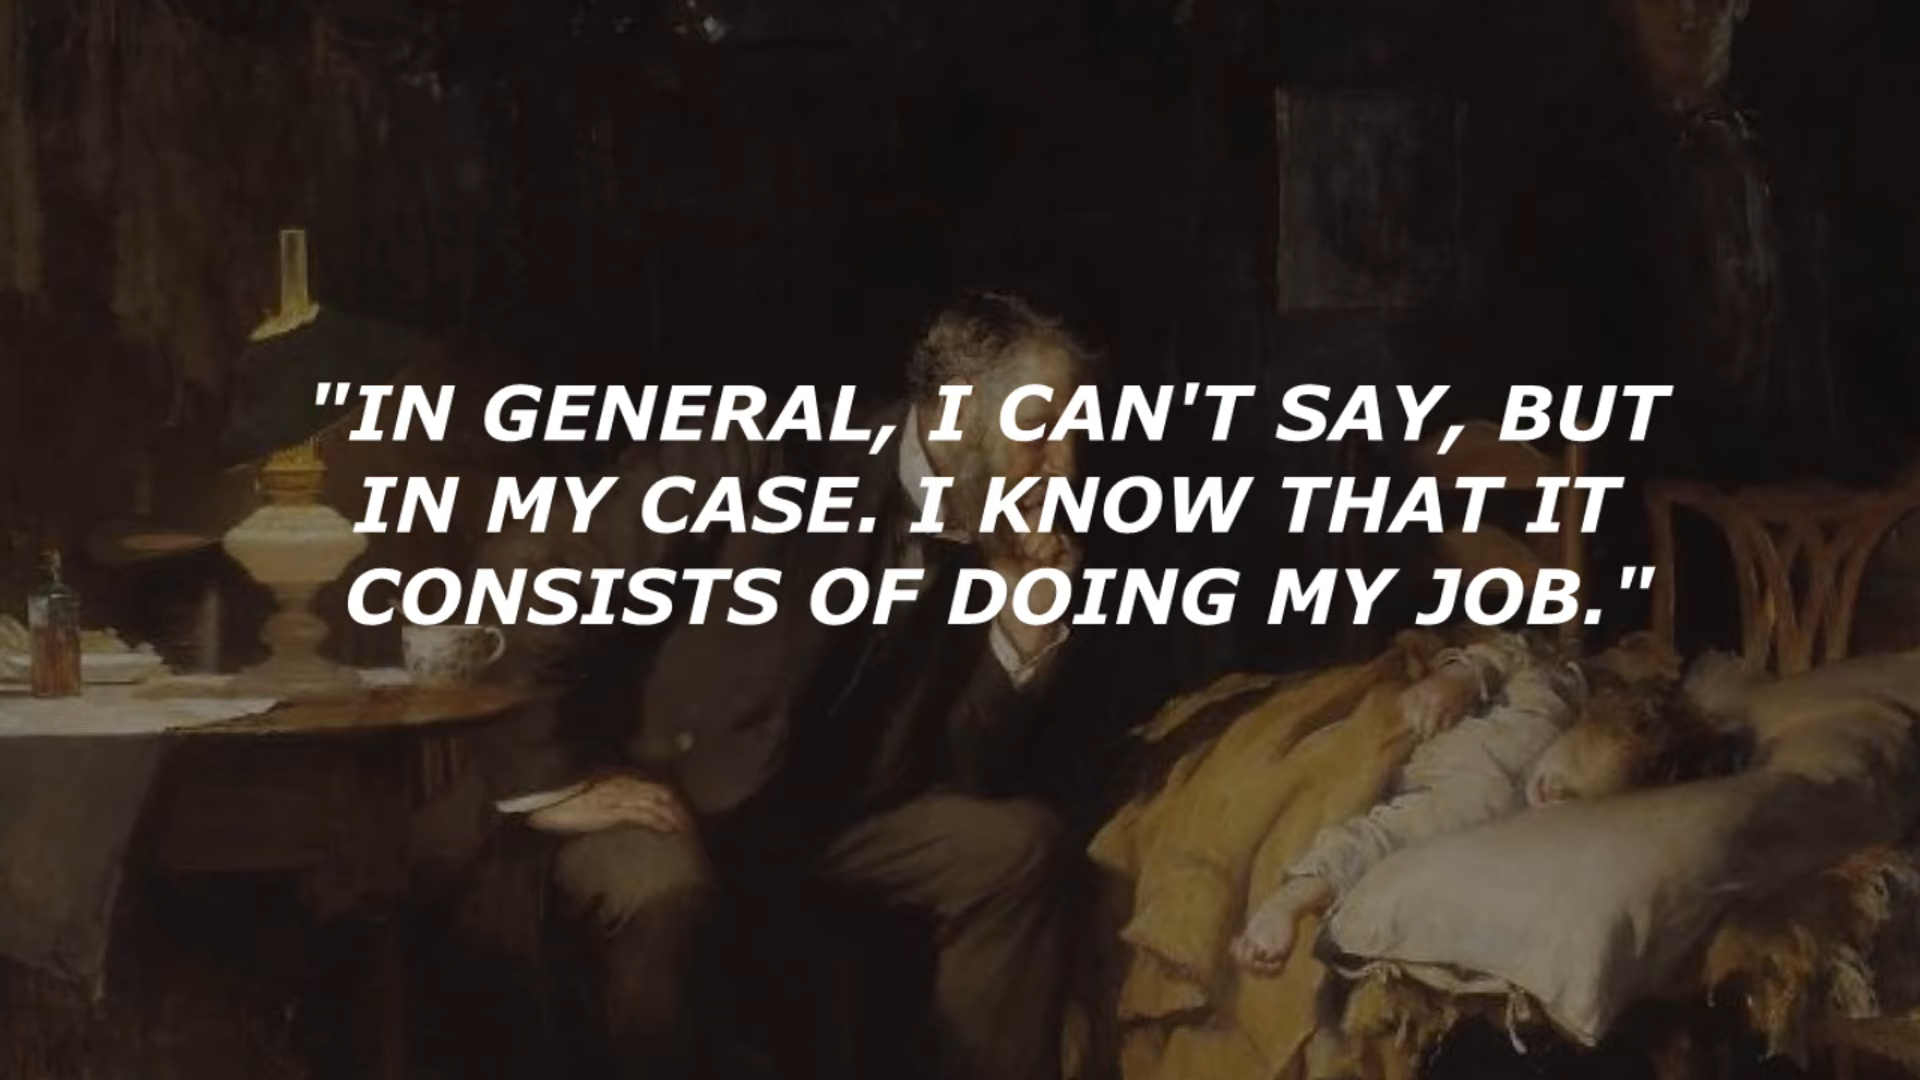 "IN GENERAL, I CAN'T SAY, BUT
IN MY CASE. I KNOW THAT IT
CONSISTS OF DOING MY JOB."